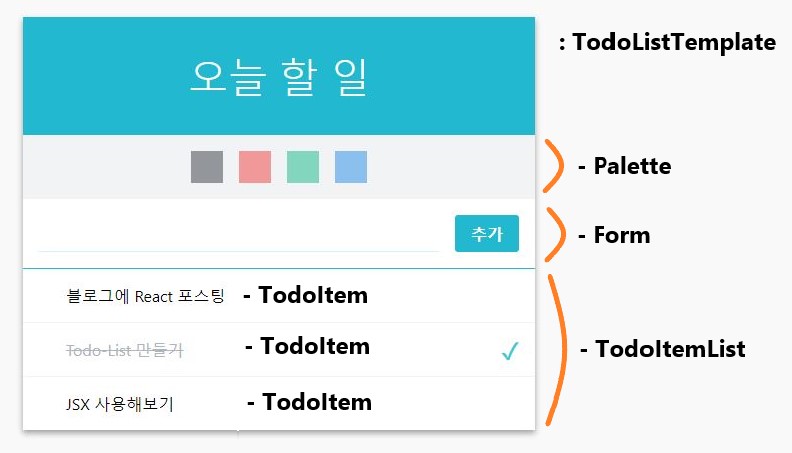 오늘 할 일
: TodoListTemplate
- Palette
추가
- Form
블로그에 React 포스팅 - TodoItem
Todo-List 만들기 - TodoItem ✓
- TodoItemList
JSX 사용해보기 - TodoItem